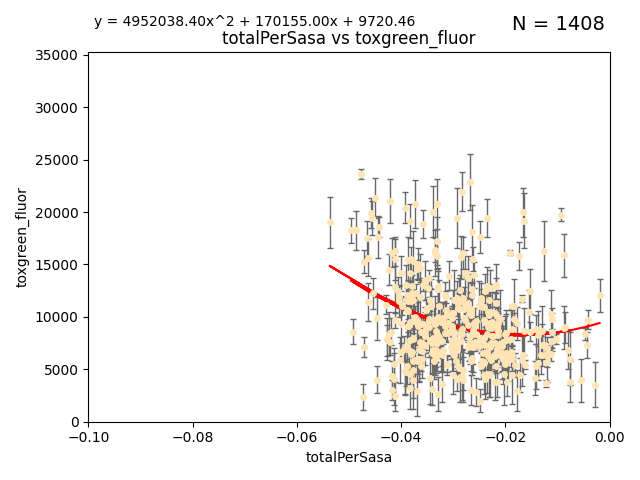 y = 4952038.40x^2 + 170155.00x + 9720.46
N = 1408
totalPerSasa vs toxgreen_fluor
35000
30000
25000
20000
15000
10000
5000
0
toxgreen_fluor
−0.10
−0.08
−0.06
−0.04
−0.02
0.00
totalPerSasa